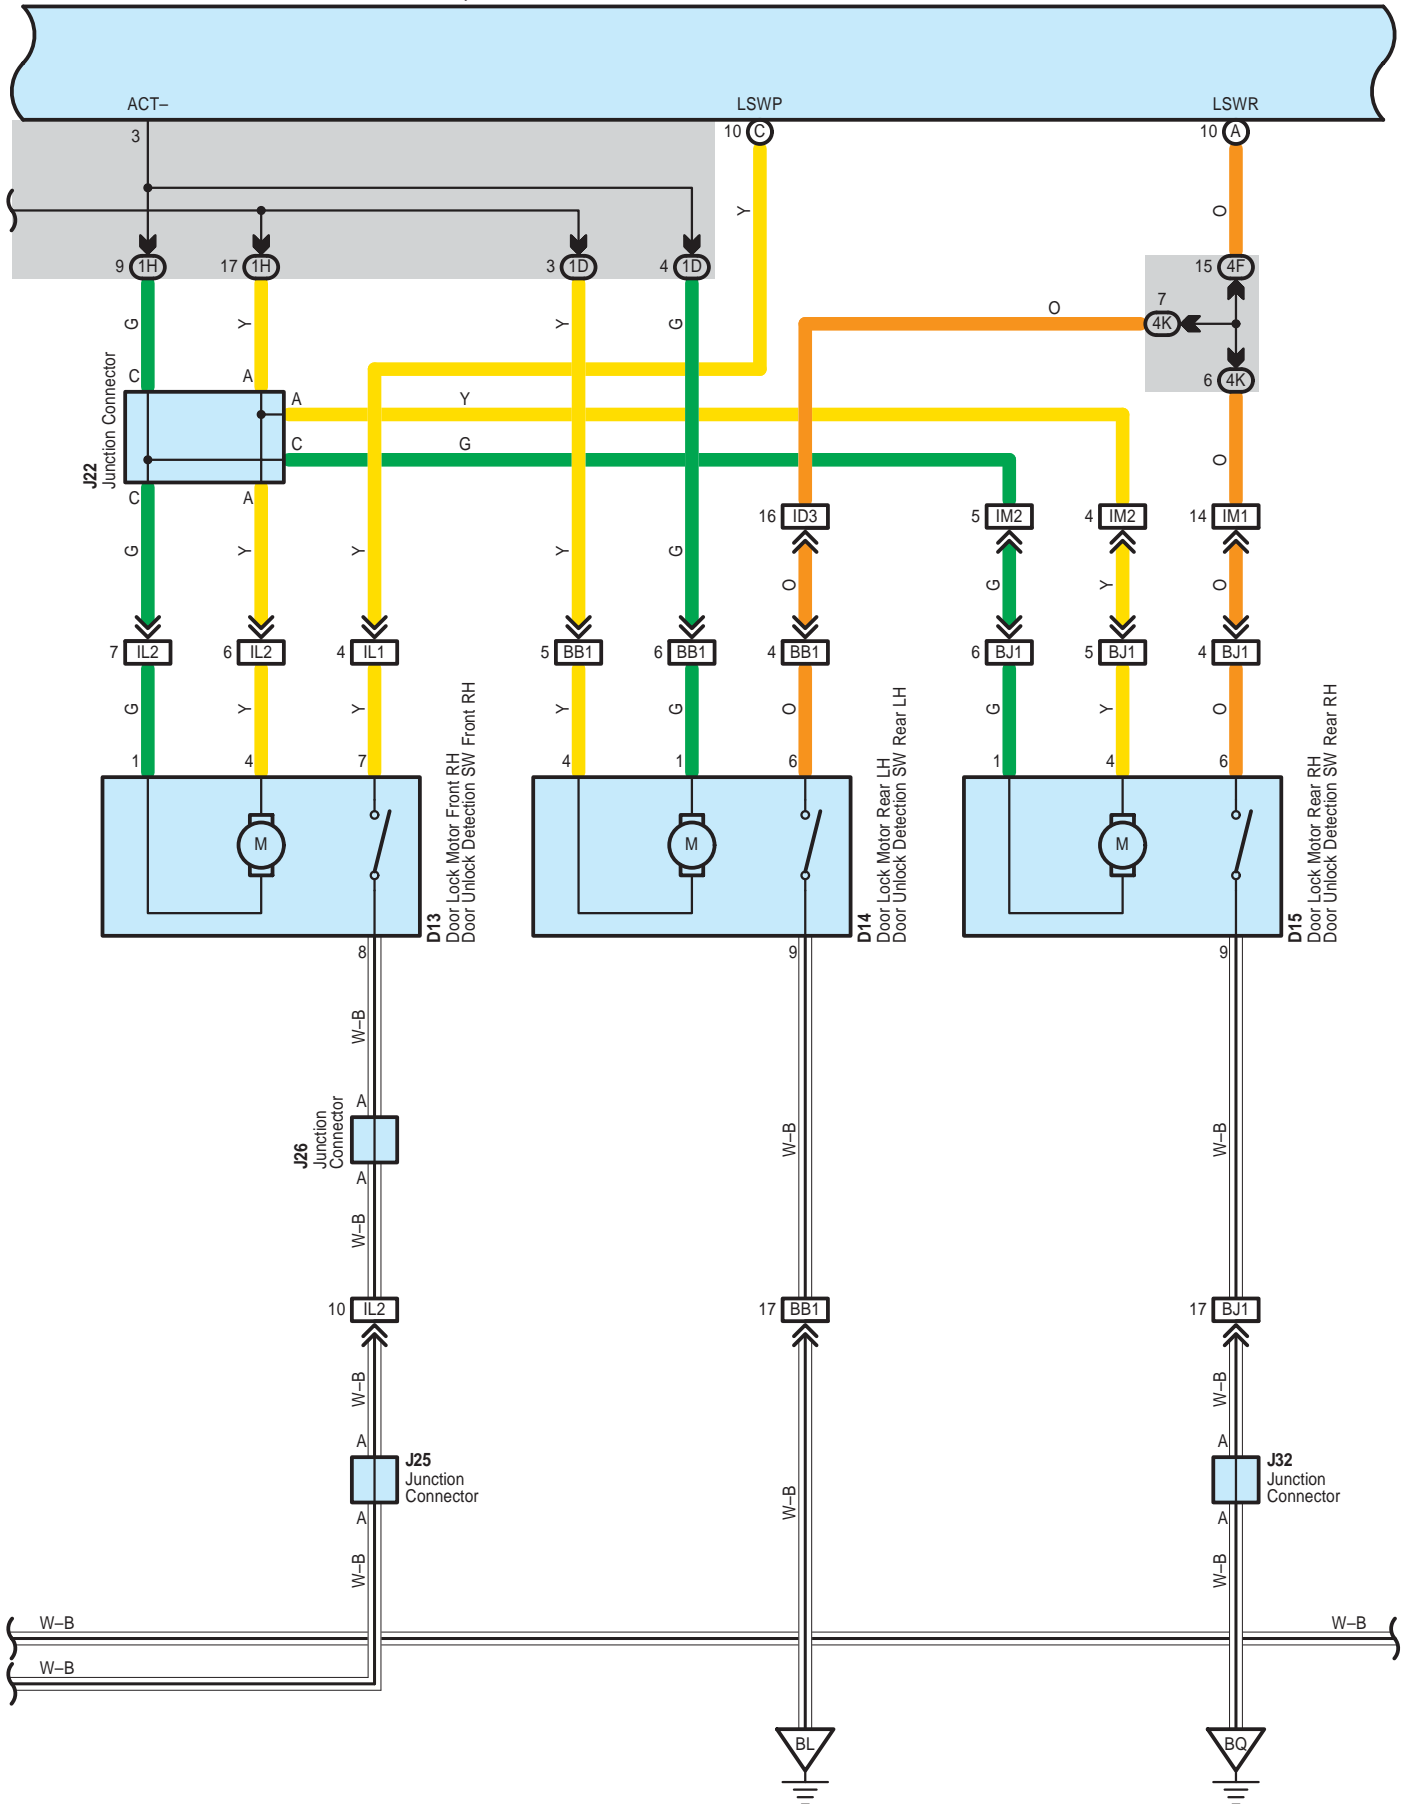 ACT– LSWP LSWR
3 10 C 10 A
Y O
9 1H 17 1H 3 1D 4 1D 15 4F
7
G Y Y G O 4K
6 4K
J22
Junction Connector
C A
A Y
C G
C A
O
16 ID3 5 IM2 4 IM2 14 IM1
G Y Y Y G O G Y O
7 IL2 6 IL2 4 IL1 5 BB1 6 BB1 4 BB1 6 BJ1 5 BJ1 4 BJ1
G Y Y Y G O G Y O
1 4 7 4 1 6 1 4 6
M M M
D13
Door Lock Motor Front RH
Door Unlock Detection SW Front RH
D14
Door Lock Motor Rear LH
Door Unlock Detection SW Rear LH
D15
Door Lock Motor Rear RH
Door Unlock Detection SW Rear RH
8 9 9
W–B
A
J26
Junction
Connector
W–B W–B
A
W–B
10 IL2 17 BB1 17 BJ1
W–B W–B
A A
J25
Junction
Connector
W–B
J32
Junction
Connector
A A
W–B W–B
W–B W–B
W–B
BL BQ